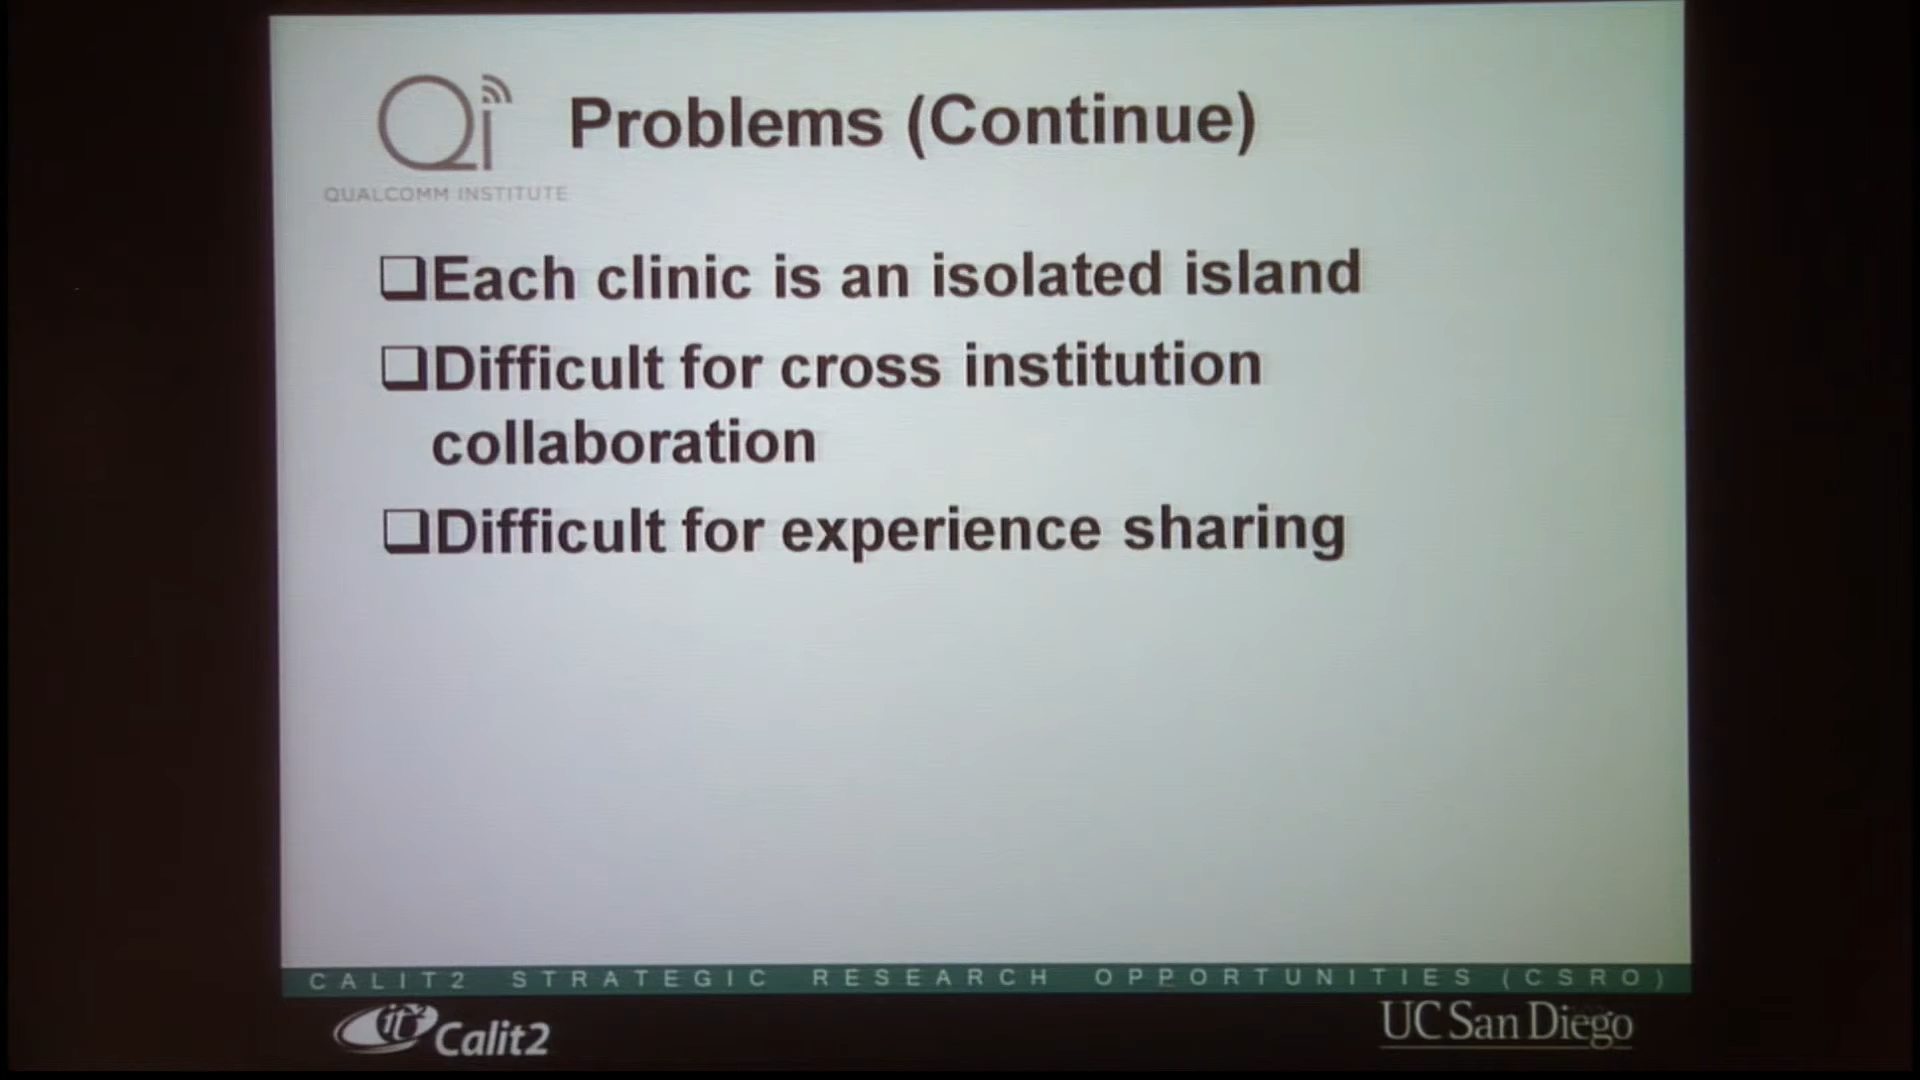 Qi
QUALCOMM INSTITUTE
Problems (Continue)
❑Each clinic is an isolated island
❑Difficult for cross institution
collaboration
❑Difficult for experience sharing
CALIT2 STRATEGIC RESEARCH OPPORTUNITIES (CSRO)
it2 Calit2
UC San Diego